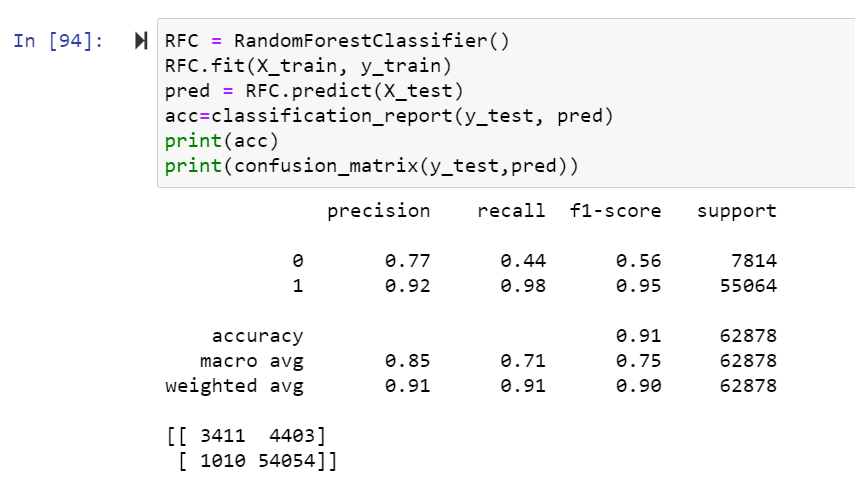 In [94]:
RFC = RandomForestClassifier()
RFC.fit(X_train, y_train)
pred = RFC.predict(X_test)
acc=classification_report(y_test, pred)
print(acc)
print(confusion_matrix(y_test,pred))
precision recall f1-score support
0 0.77 0.44 0.56 7814
1 0.92 0.98 0.95 55064
accuracy 0.91 62878
macro avg 0.85 0.71 0.75 62878
weighted avg 0.91 0.91 0.90 62878
[[ 3411 4403]
[ 1010 54054]]